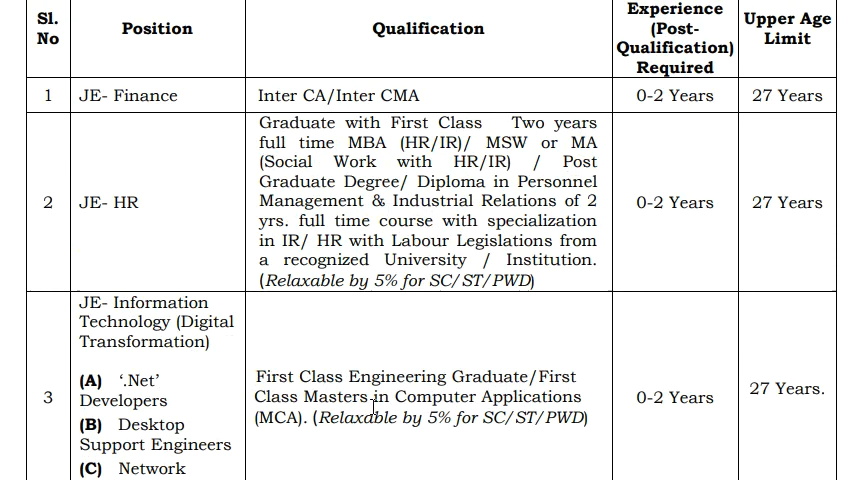 Sl. No
Position
Qualification
Experience (Post-Qualification) Required
Upper Age Limit
1
JE- Finance
Inter CA/Inter CMA
0-2 Years
27 Years
2
JE- HR
Graduate with First Class Two years
full time MBA (HR/IR)/ MSW or MA
(Social Work with HR/IR) / Post
Graduate Degree/ Diploma in Personnel
Management & Industrial Relations of 2
yrs. full time course with specialization
in IR/ HR with Labour Legislations from
a recognized University / Institution.
(Relaxable by 5% for SC/ST/PWD)
0-2 Years
27 Years
3
JE- Information
Technology (Digital
Transformation)
(A) ‘.Net’
Developers
(B) Desktop
Support Engineers
(C) Network
First Class Engineering Graduate/First
Class Masters in Computer Applications
(MCA). (Relaxable by 5% for SC/ST/PWD)
0-2 Years
27 Years.